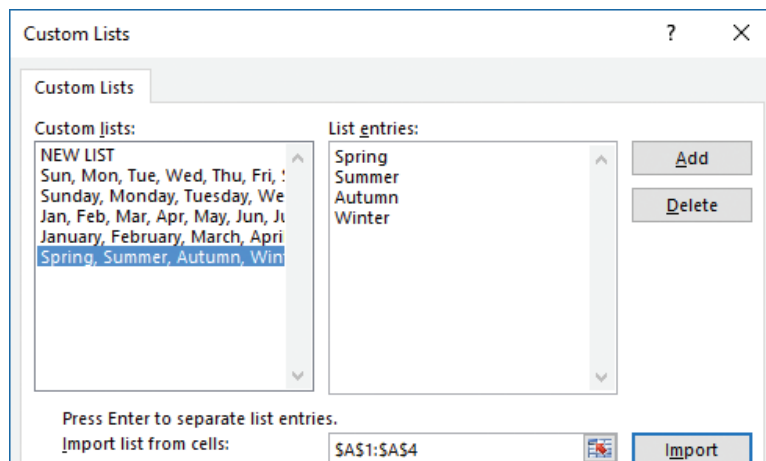 Custom Lists
?
Custom Lists
Custom lists:
NEW LIST
Sun, Mon, Tue, Wed, Thu, Fri,
Sunday, Monday, Tuesday, We
Jan, Feb, Mar, Apr, May, Jun,
January, February, March, Apri
Spring, Summer, Autumn, Win
List entries:
Spring
Summer
Autumn
Winter
Add
Delete
Press Enter to separate list entries.
Import list from cells:
$A$1:$A$4
Import